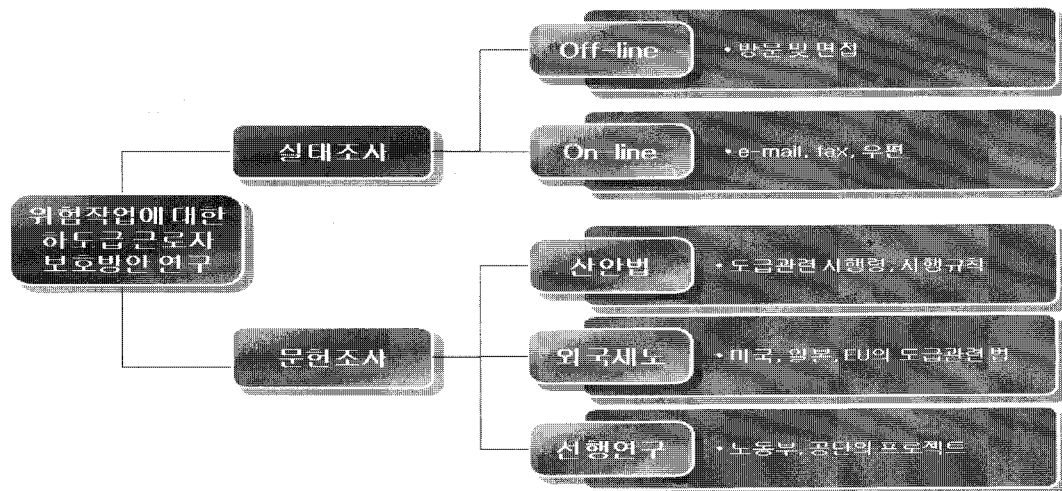 위험작업에 대한
하도급 근로자
보호방안 연구
실태조사
Off-line
• 방문 및 면접
On line
• e-mail, fax, 우편
문헌조사
산안법
• 도급관련 시행령, 시행규칙
외국제도
• 미국, 일본, EU의 도급관련 법
선행연구
• 노동부, 공단의 프로젝트